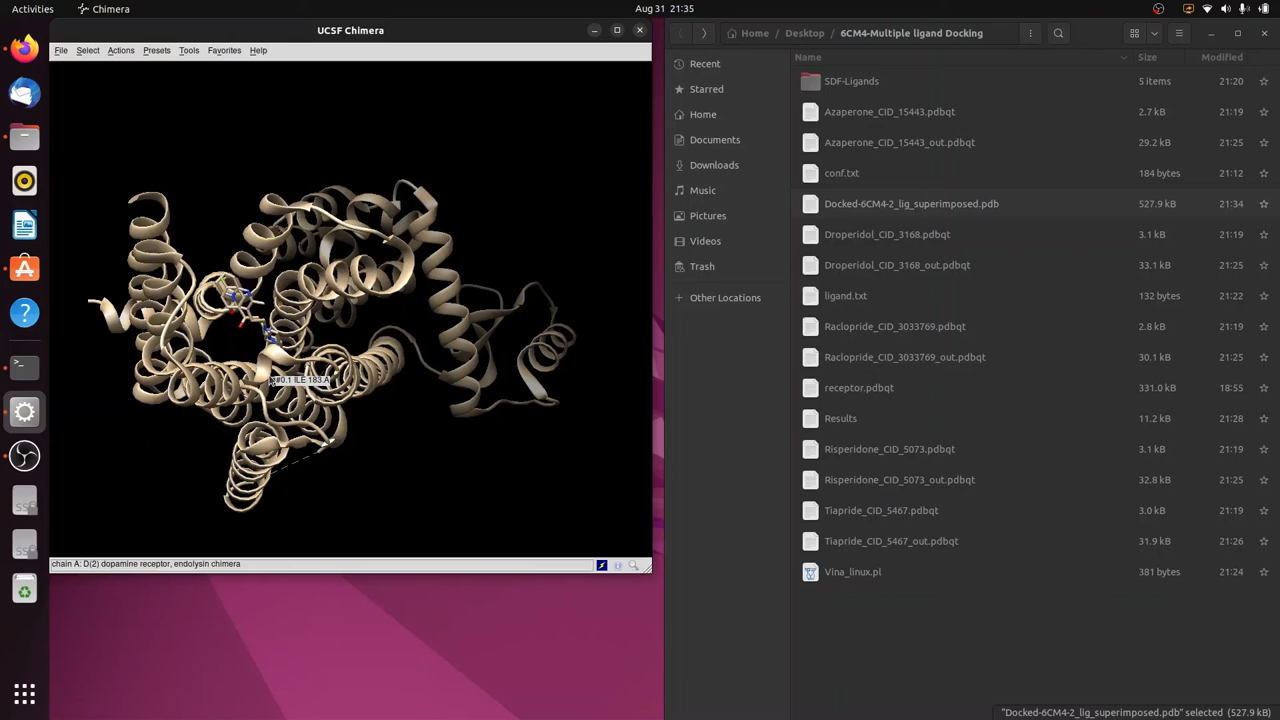 Activities
Chimera
Aug 31 21:35
UCSF Chimera
File Select Actions Presets Tools Favorites Help
#0.1 ILE 183.A
chain A: D(2) dopamine receptor, endolysin chimera
Home / Desktop / 6CM4-Multiple ligand Docking
Recent
Starred
Home
Documents
Downloads
Music
Pictures
Videos
Trash
Other Locations
Name Size Modified
SDF-Ligands 5 items 21:20
Azaperone_CID_15443.pdbqt 2.7 kB 21:19
Azaperone_CID_15443_out.pdbqt 29.2 kB 21:25
conf.txt 184 bytes 21:12
Docked-6CM4-2_lig_superimposed.pdb 527.9 kB 21:34
Droperidol_CID_3168.pdbqt 3.1 kB 21:19
Droperidol_CID_3168_out.pdbqt 33.1 kB 21:25
ligand.txt 132 bytes 21:22
Raclopride_CID_3033769.pdbqt 2.8 kB 21:19
Raclopride_CID_3033769_out.pdbqt 30.1 kB 21:25
receptor.pdbqt 331.0 kB 18:55
Results 11.2 kB 21:28
Risperidone_CID_5073.pdbqt 3.1 kB 21:19
Risperidone_CID_5073_out.pdbqt 32.8 kB 21:25
Tiapride_CID_5467.pdbqt 3.0 kB 21:19
Tiapride_CID_5467_out.pdbqt 31.9 kB 21:26
Vina_linux.pl 381 bytes 21:24
"Docked-6CM4-2_lig_superimposed.pdb" selected (527.9 kB)